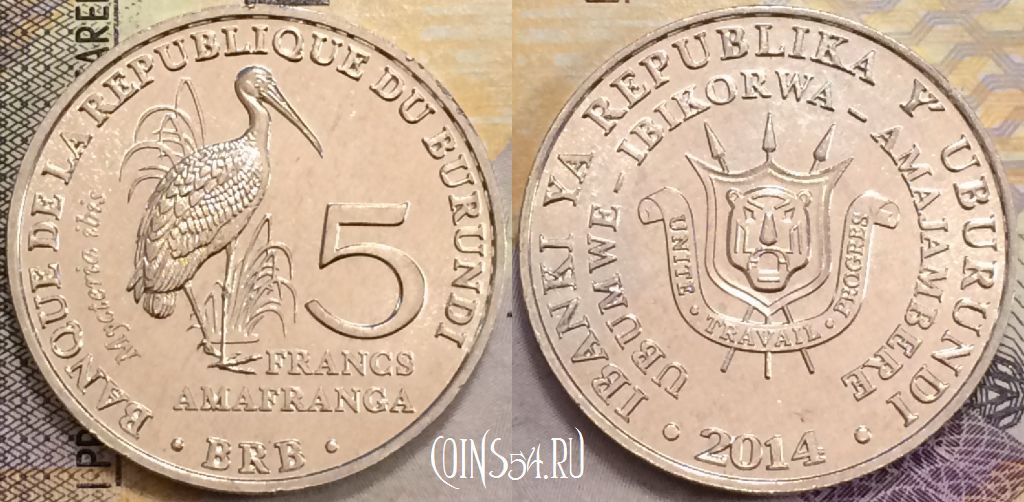 BANQUE DE LA REPUBLIQUE DU BURUNDI
Mycteria ibis
5
FRANCS
AMAFRANGA
· BRB ·
IBANKI YA REPUBLIKA Y'UBURUNDI
UBUMWE - IBIKORWA - AMAJAMBERE
UNITE · TRAVAIL · PROGRES
· 2014 ·
COINS54.RU